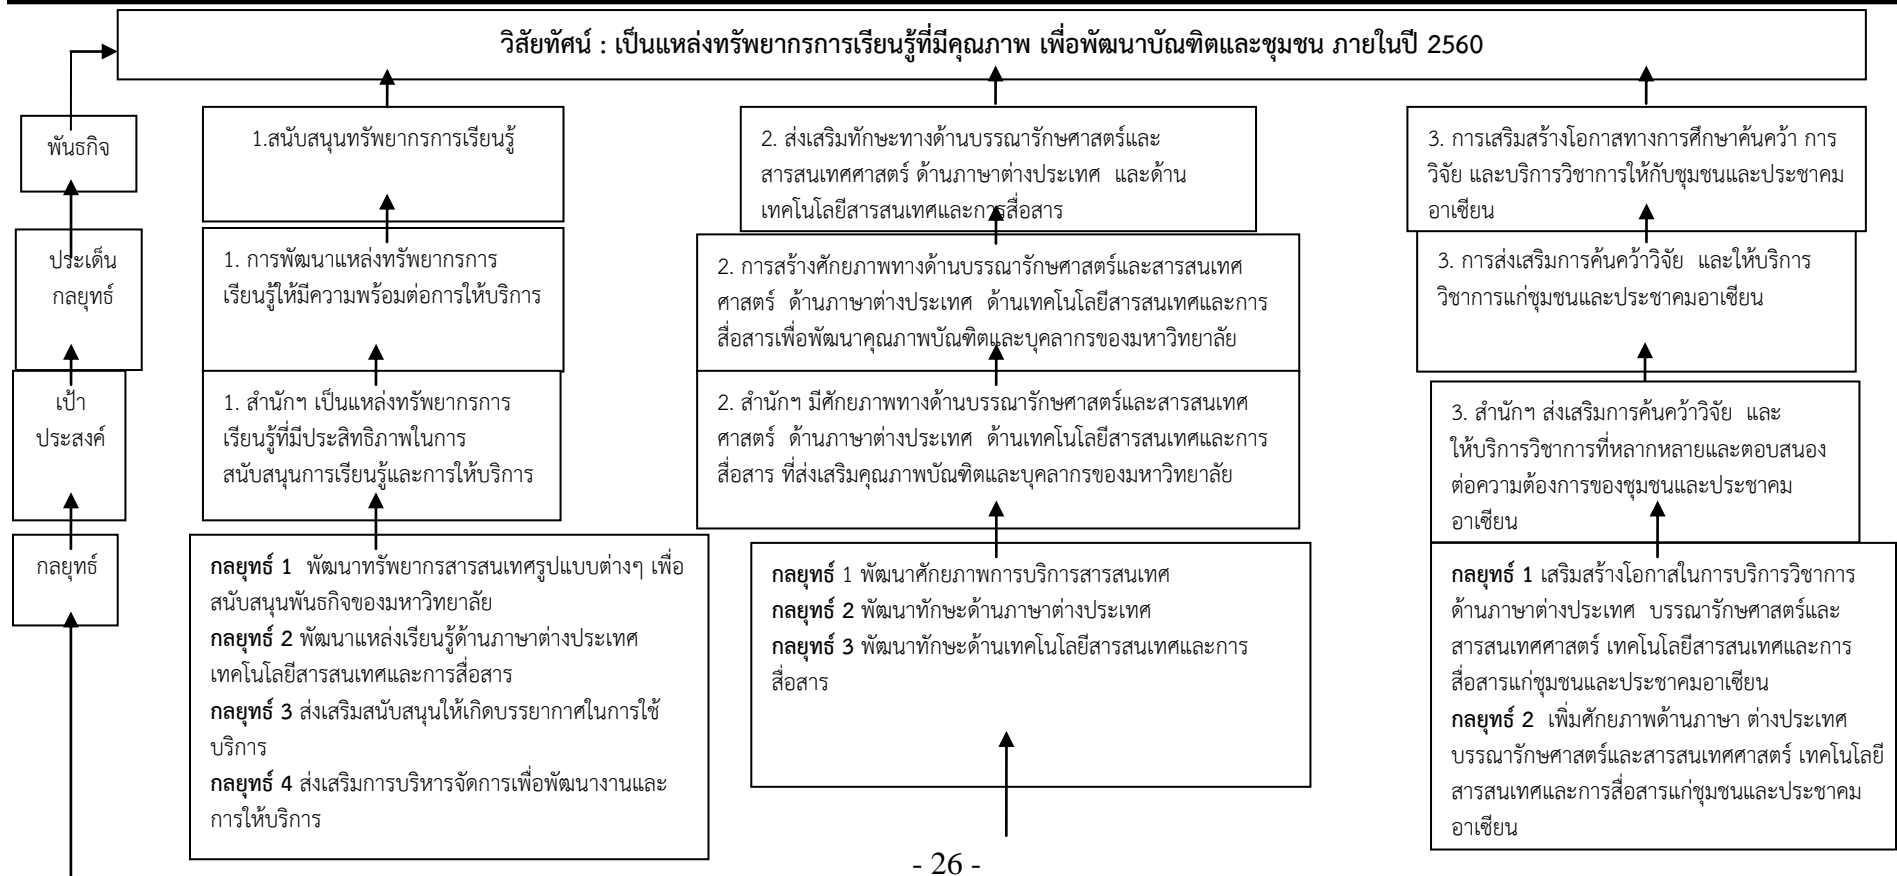 วิสัยทัศน์ : เป็นแหล่งทรัพยากรการเรียนรู้ที่มีคุณภาพ เพื่อพัฒนาบัณฑิตและชุมชน ภายในปี 2560
พันธกิจ
1.สนับสนุนทรัพยากรการเรียนรู้
2. ส่งเสริมทักษะทางด้านบรรณารักษศาสตร์และ
สารสนเทศศาสตร์ ด้านภาษาต่างประเทศ และด้าน
เทคโนโลยีสารสนเทศและการสื่อสาร
3. การเสริมสร้างโอกาสทางการศึกษาค้นคว้า การ
วิจัย และบริการวิชาการให้กับชุมชนและประชาคม
อาเซียน
ประเด็น
กลยุทธ์
1. การพัฒนาแหล่งทรัพยากรการ
เรียนรู้ให้มีความพร้อมต่อการให้บริการ
2. การสร้างศักยภาพทางด้านบรรณารักษศาสตร์และสารสนเทศ
ศาสตร์ ด้านภาษาต่างประเทศ ด้านเทคโนโลยีสารสนเทศและการ
สื่อสารเพื่อพัฒนาคุณภาพบัณฑิตและบุคลากรของมหาวิทยาลัย
3. การส่งเสริมการค้นคว้าวิจัย และให้บริการ
วิชาการแก่ชุมชนและประชาคมอาเซียน
เป้า
ประสงค์
1. สำนักฯ เป็นแหล่งทรัพยากรการ
เรียนรู้ที่มีประสิทธิภาพในการ
สนับสนุนการเรียนรู้และการให้บริการ
2. สำนักฯ มีศักยภาพทางด้านบรรณารักษศาสตร์และสารสนเทศ
ศาสตร์ ด้านภาษาต่างประเทศ ด้านเทคโนโลยีสารสนเทศและการ
สื่อสาร ที่ส่งเสริมคุณภาพบัณฑิตและบุคลากรของมหาวิทยาลัย
3. สำนักฯ ส่งเสริมการค้นคว้าวิจัย และ
ให้บริการวิชาการที่หลากหลายและตอบสนอง
ต่อความต้องการของชุมชนและประชาคม
อาเซียน
กลยุทธ์
กลยุทธ์ 1 พัฒนาทรัพยากรสารสนเทศรูปแบบต่างๆ เพื่อ
สนับสนุนพันธกิจของมหาวิทยาลัย
กลยุทธ์ 2 พัฒนาแหล่งเรียนรู้ด้านภาษาต่างประเทศ
เทคโนโลยีสารสนเทศและการสื่อสาร
กลยุทธ์ 3 ส่งเสริมสนับสนุนให้เกิดบรรยากาศในการใช้
บริการ
กลยุทธ์ 4 ส่งเสริมการบริหารจัดการเพื่อพัฒนางานและ
การให้บริการ
กลยุทธ์ 1 พัฒนาศักยภาพการบริการสารสนเทศ
กลยุทธ์ 2 พัฒนาทักษะด้านภาษาต่างประเทศ
กลยุทธ์ 3 พัฒนาทักษะด้านเทคโนโลยีสารสนเทศและการ
สื่อสาร
กลยุทธ์ 1 เสริมสร้างโอกาสในการบริการวิชาการ
ด้านภาษาต่างประเทศ บรรณารักษศาสตร์และ
สารสนเทศศาสตร์ เทคโนโลยีสารสนเทศและการ
สื่อสารแก่ชุมชนและประชาคมอาเซียน
กลยุทธ์ 2 เพิ่มศักยภาพด้านภาษา ต่างประเทศ
บรรณารักษศาสตร์และสารสนเทศศาสตร์ เทคโนโลยี
สารสนเทศและการสื่อสารแก่ชุมชนและประชาคม
อาเซียน
- 26 -